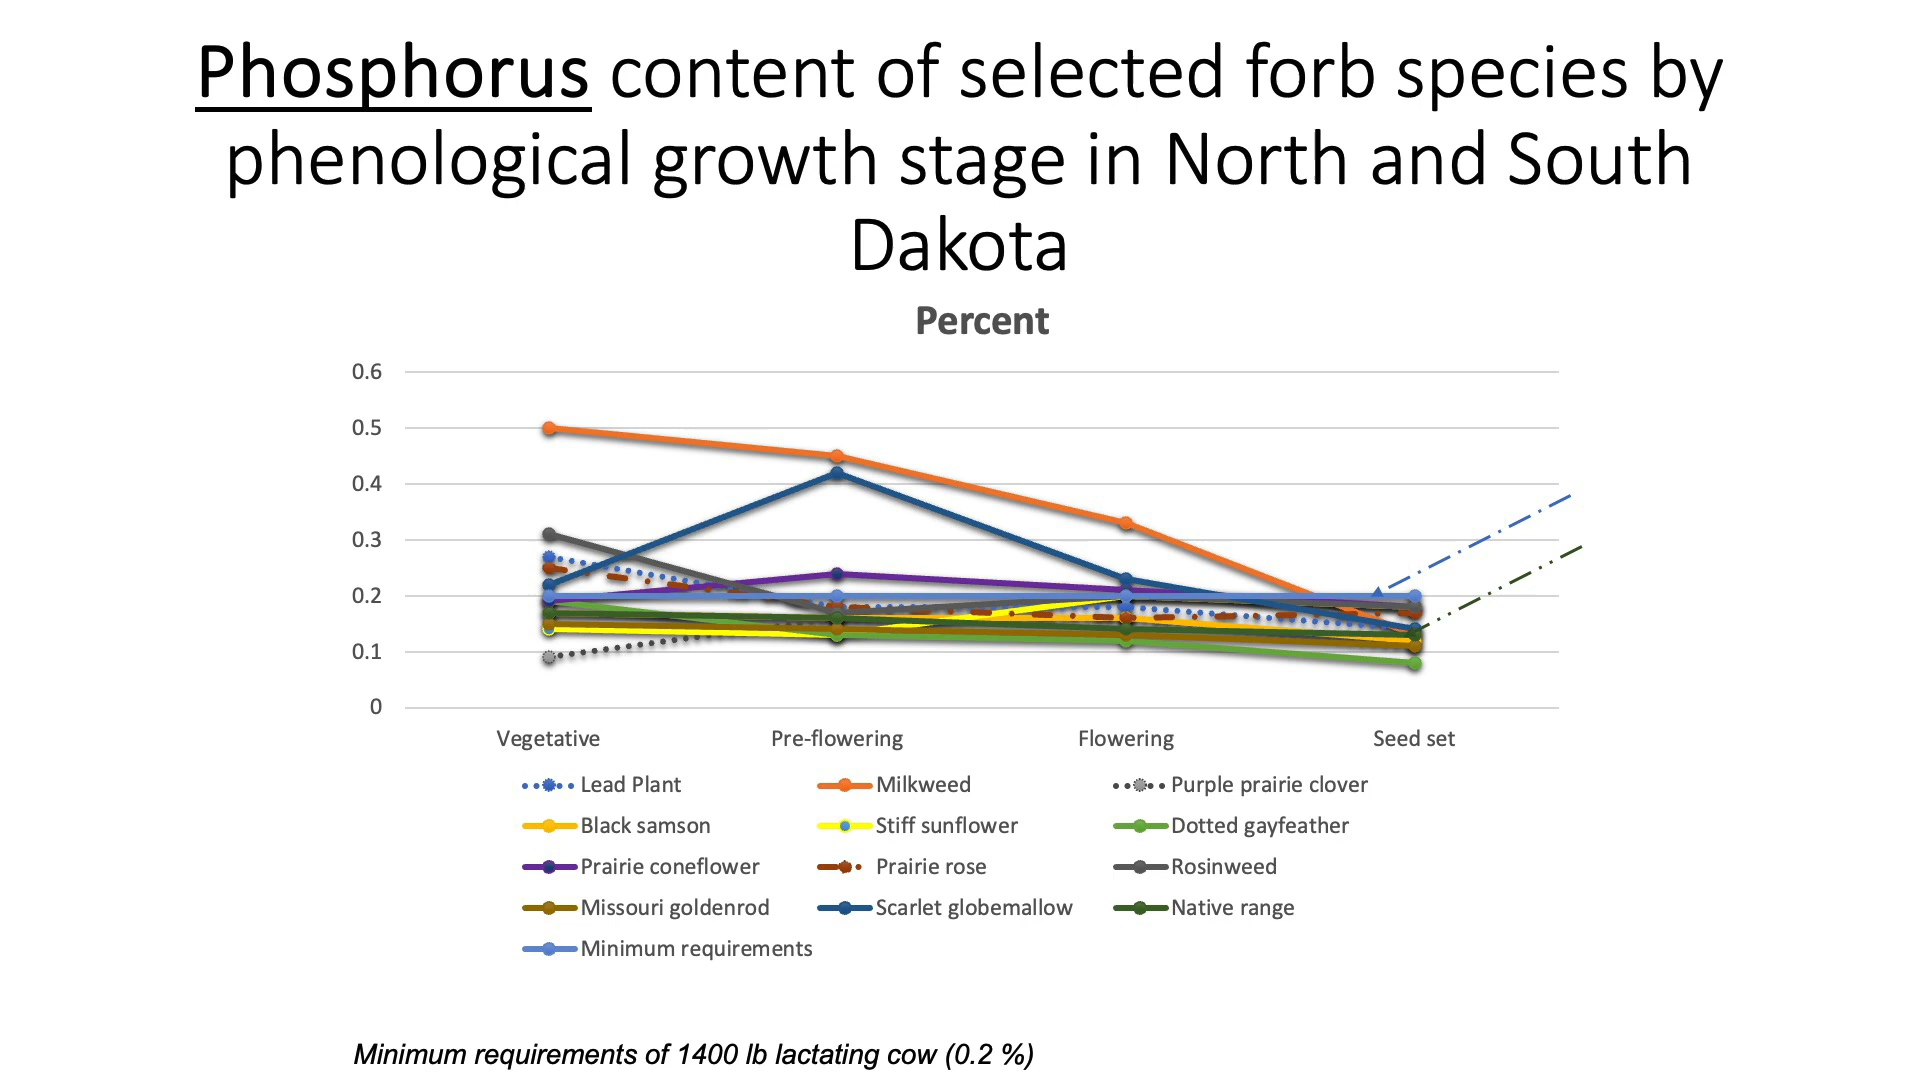 Phosphorus content of selected forb species by
phenological growth stage in North and South
Dakota
Percent
0.6
0.5
0.4
0.3
0.2
0.1
0
Vegetative Pre-flowering Flowering Seed set
Lead Plant Milkweed Purple prairie clover
Black samson Stiff sunflower Dotted gayfeather
Prairie coneflower Prairie rose Rosinweed
Missouri goldenrod Scarlet globemallow Native range
Minimum requirements
Minimum requirements of 1400 lb lactating cow (0.2 %)